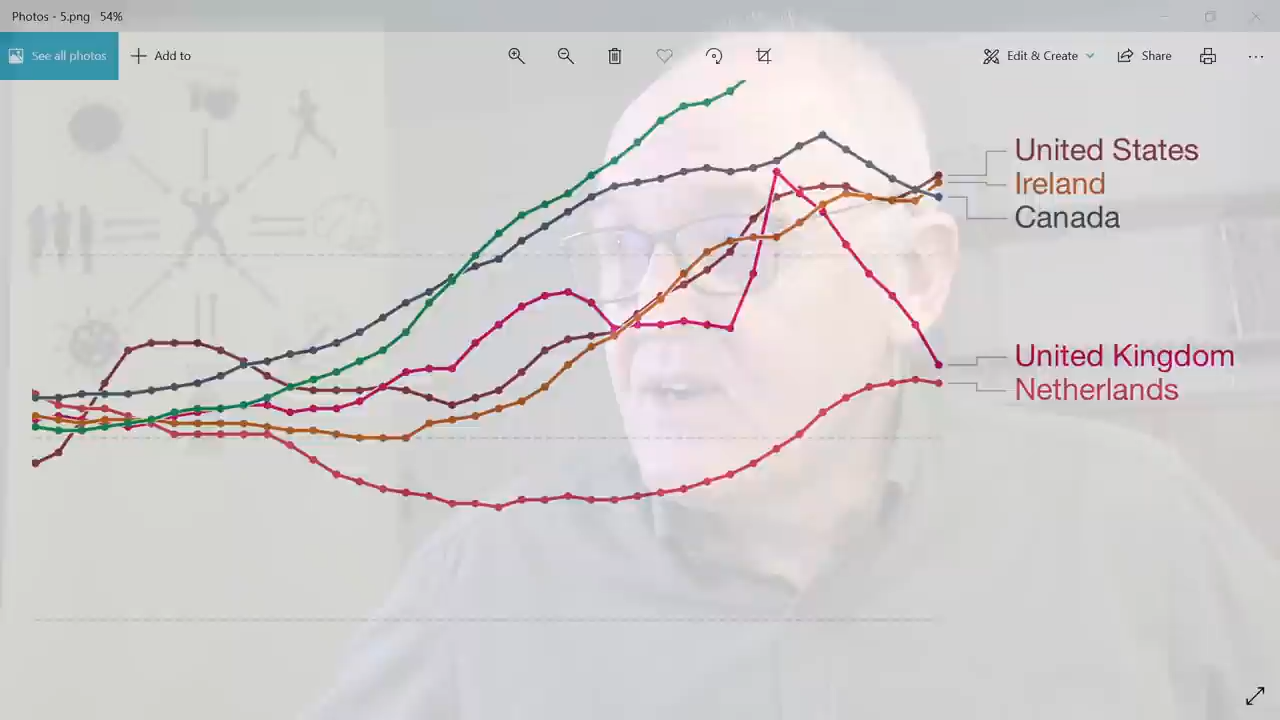 Photos - 5.png 54%
See all photos
Add to
Edit & Create
Share
United States
Ireland
Canada
United Kingdom
Netherlands